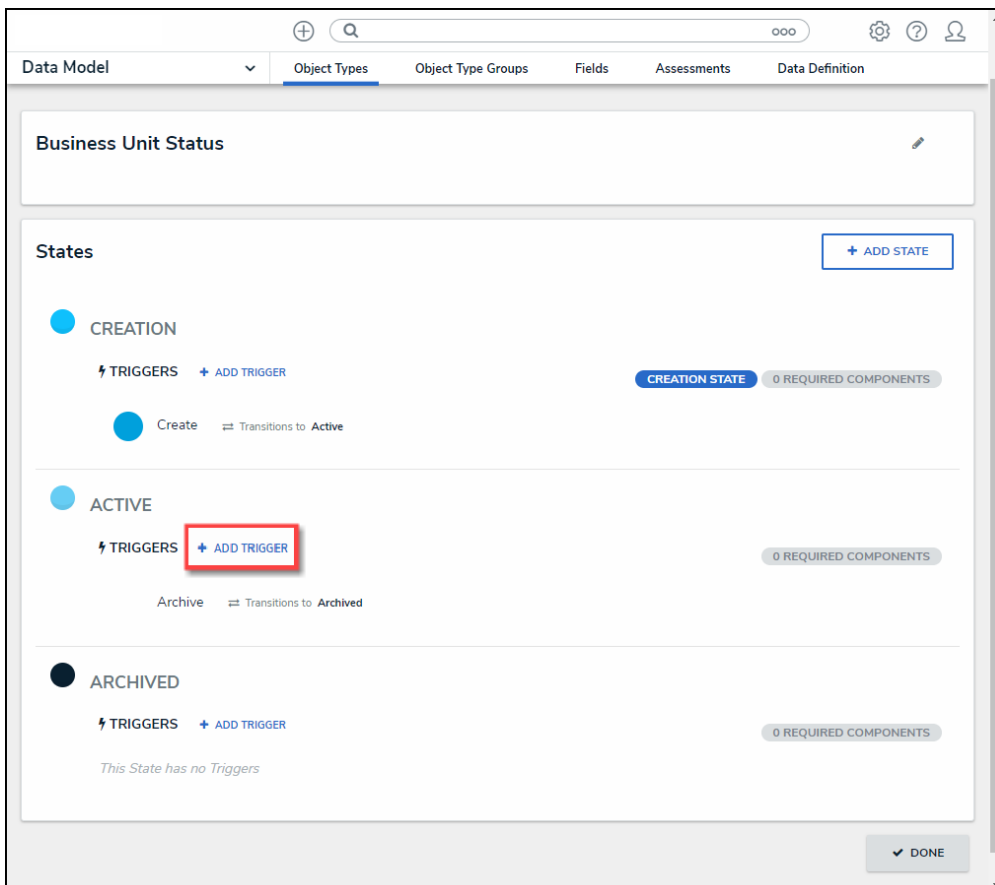 ooo
Data Model
Object Types
Object Type Groups
Fields
Assessments
Data Definition
Business Unit Status
States
+ ADD STATE
CREATION
TRIGGERS + ADD TRIGGER
CREATION STATE 0 REQUIRED COMPONENTS
Create Transitions to Active
ACTIVE
TRIGGERS + ADD TRIGGER
0 REQUIRED COMPONENTS
Archive Transitions to Archived
ARCHIVED
TRIGGERS + ADD TRIGGER
0 REQUIRED COMPONENTS
This State has no Triggers
DONE